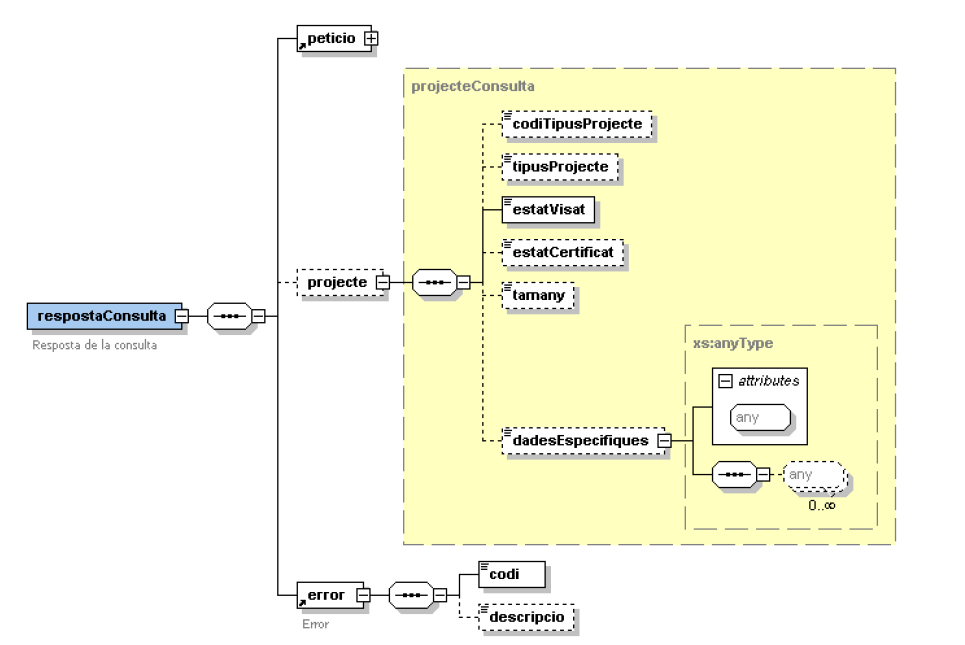 peticio
projecteConsulta
codiTipusProjecte
tipusProjecte
estatVisat
estatCertificat
projecte
tamany
respostaConsulta
Resposta de la consulta
xs:anyType
attributes
any
dadesEspecifiques
any
0..∞
codi
error
Error
descripcio